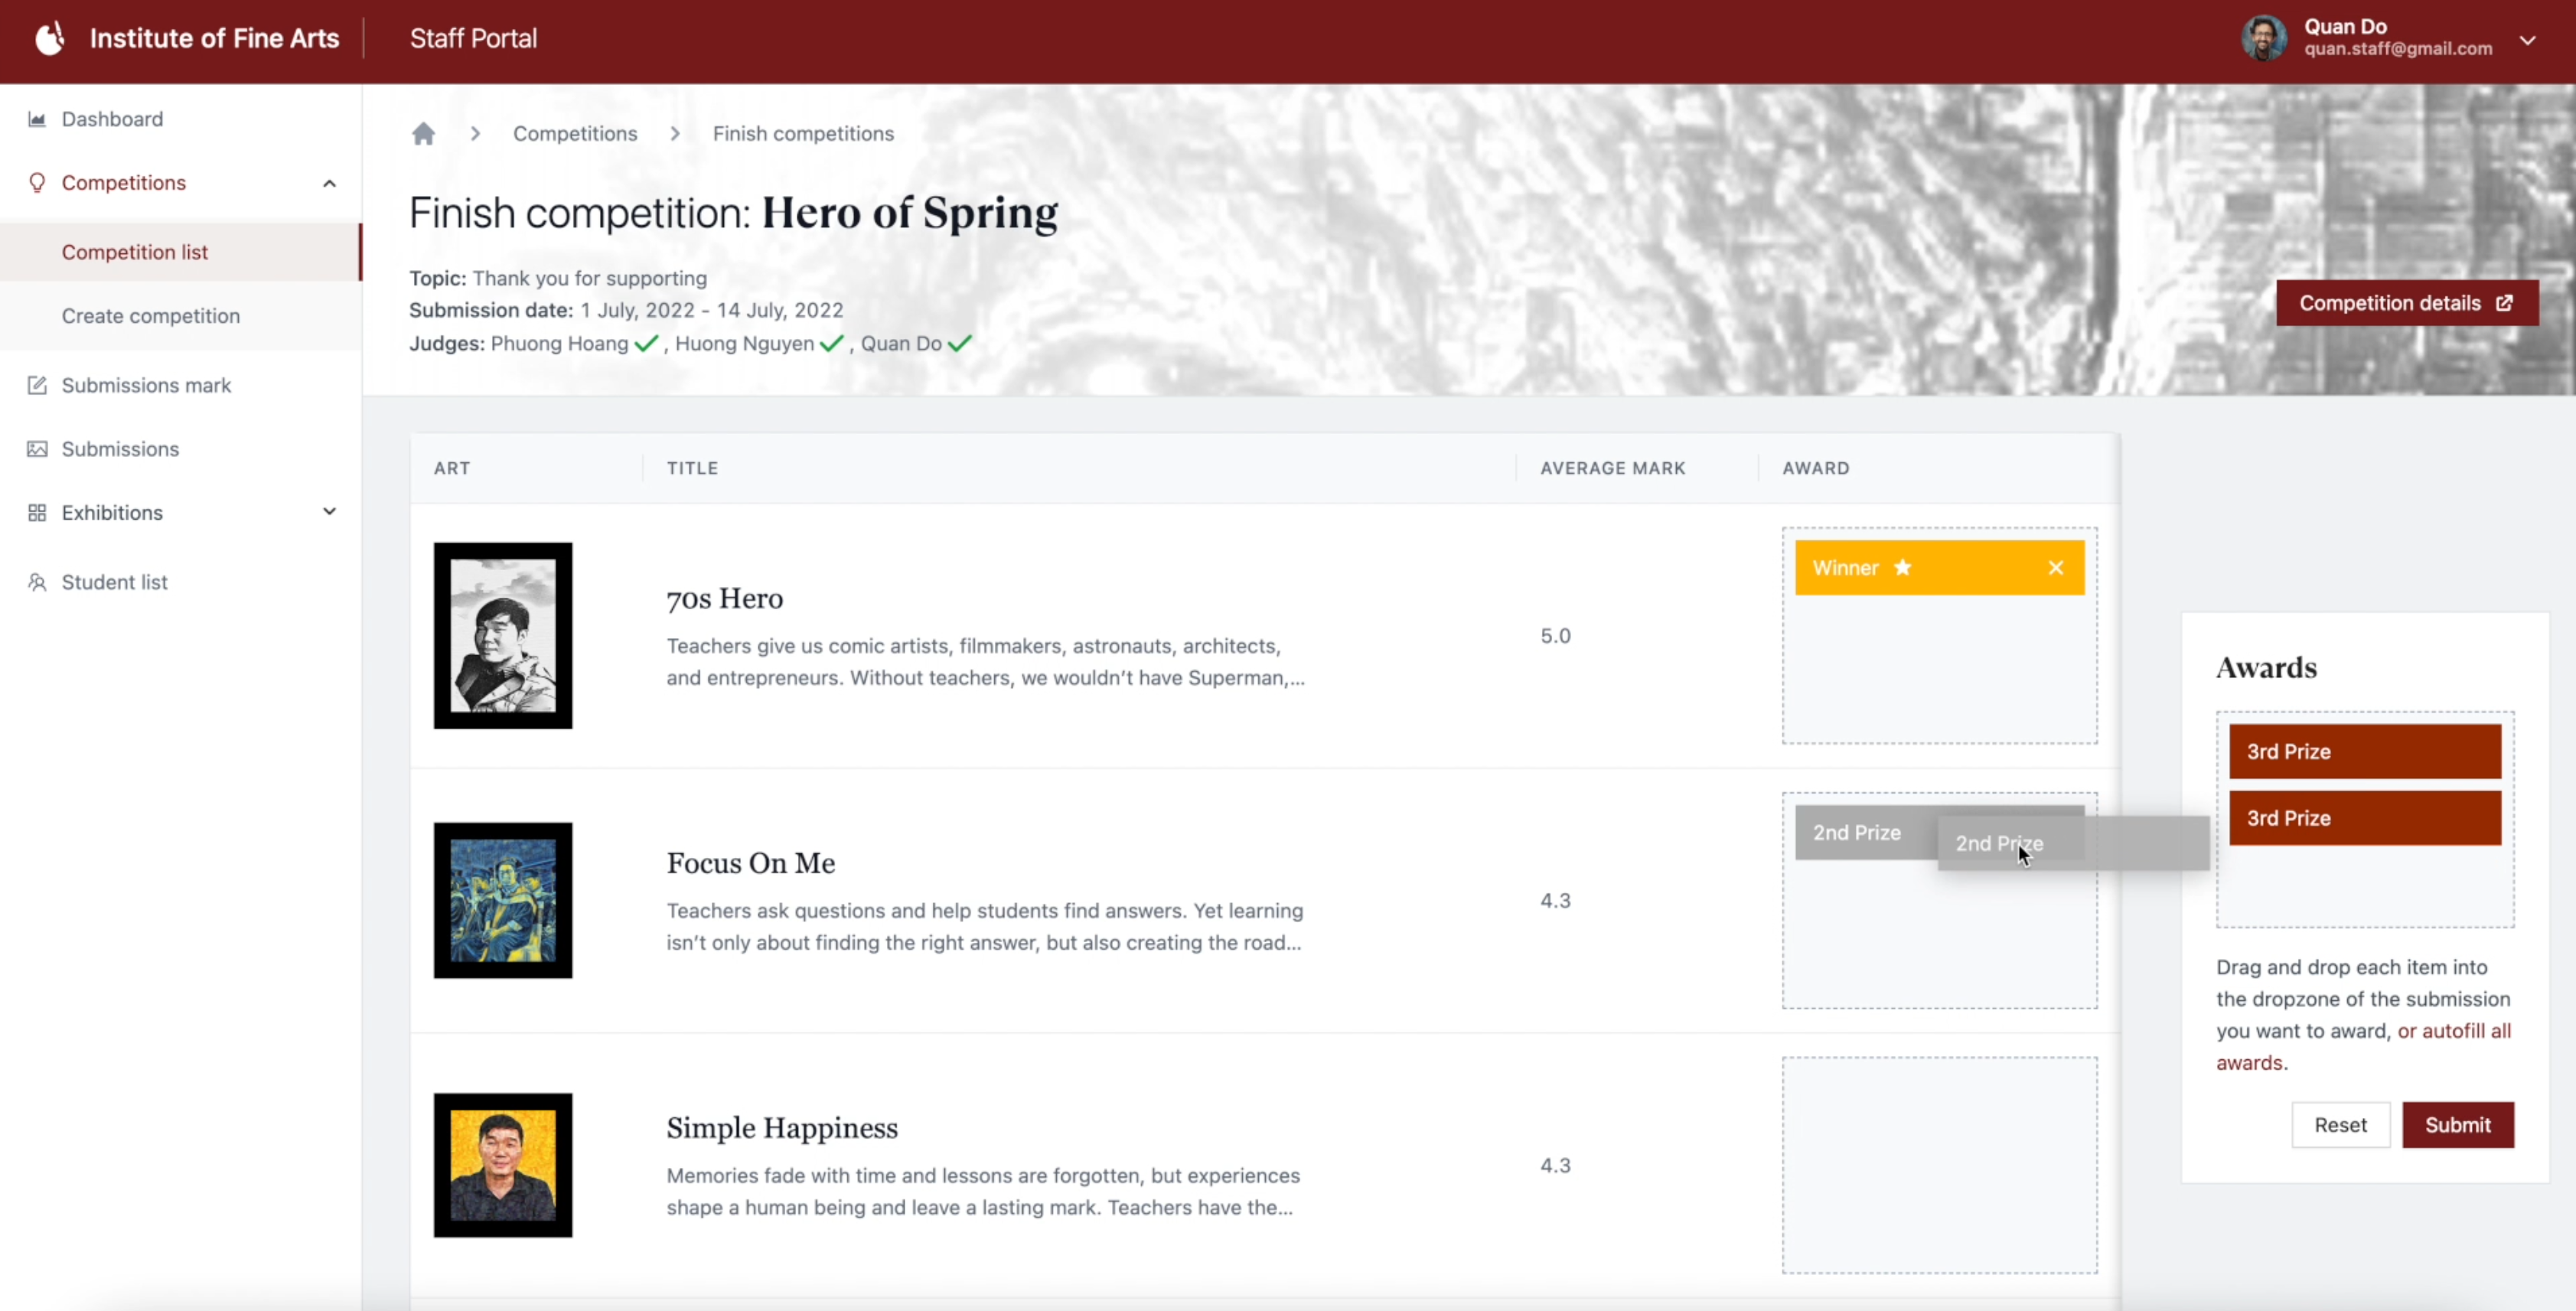 Institute of Fine Arts
Staff Portal
Quan Do
quan.staff@gmail.com
Dashboard
Competitions
Competition list
Create competition
Submissions mark
Submissions
Exhibitions
Student list
Competitions
Finish competitions
Finish competition: Hero of Spring
Topic: Thank you for supporting
Submission date: 1 July, 2022 - 14 July, 2022
Judges: Phuong Hoang , Huong Nguyen , Quan Do
Competition details
ART
TITLE
AVERAGE MARK
AWARD
70s Hero
Teachers give us comic artists, filmmakers, astronauts, architects,
and entrepreneurs. Without teachers, we wouldn't have Superman,...
5.0
Winner
Focus On Me
Teachers ask questions and help students find answers. Yet learning
isn't only about finding the right answer, but also creating the road...
4.3
2nd Prize
2nd Prize
Simple Happiness
Memories fade with time and lessons are forgotten, but experiences
shape a human being and leave a lasting mark. Teachers have the...
4.3
Awards
3rd Prize
3rd Prize
Drag and drop each item into
the dropzone of the submission
you want to award, or autofill all
awards.
Reset
Submit